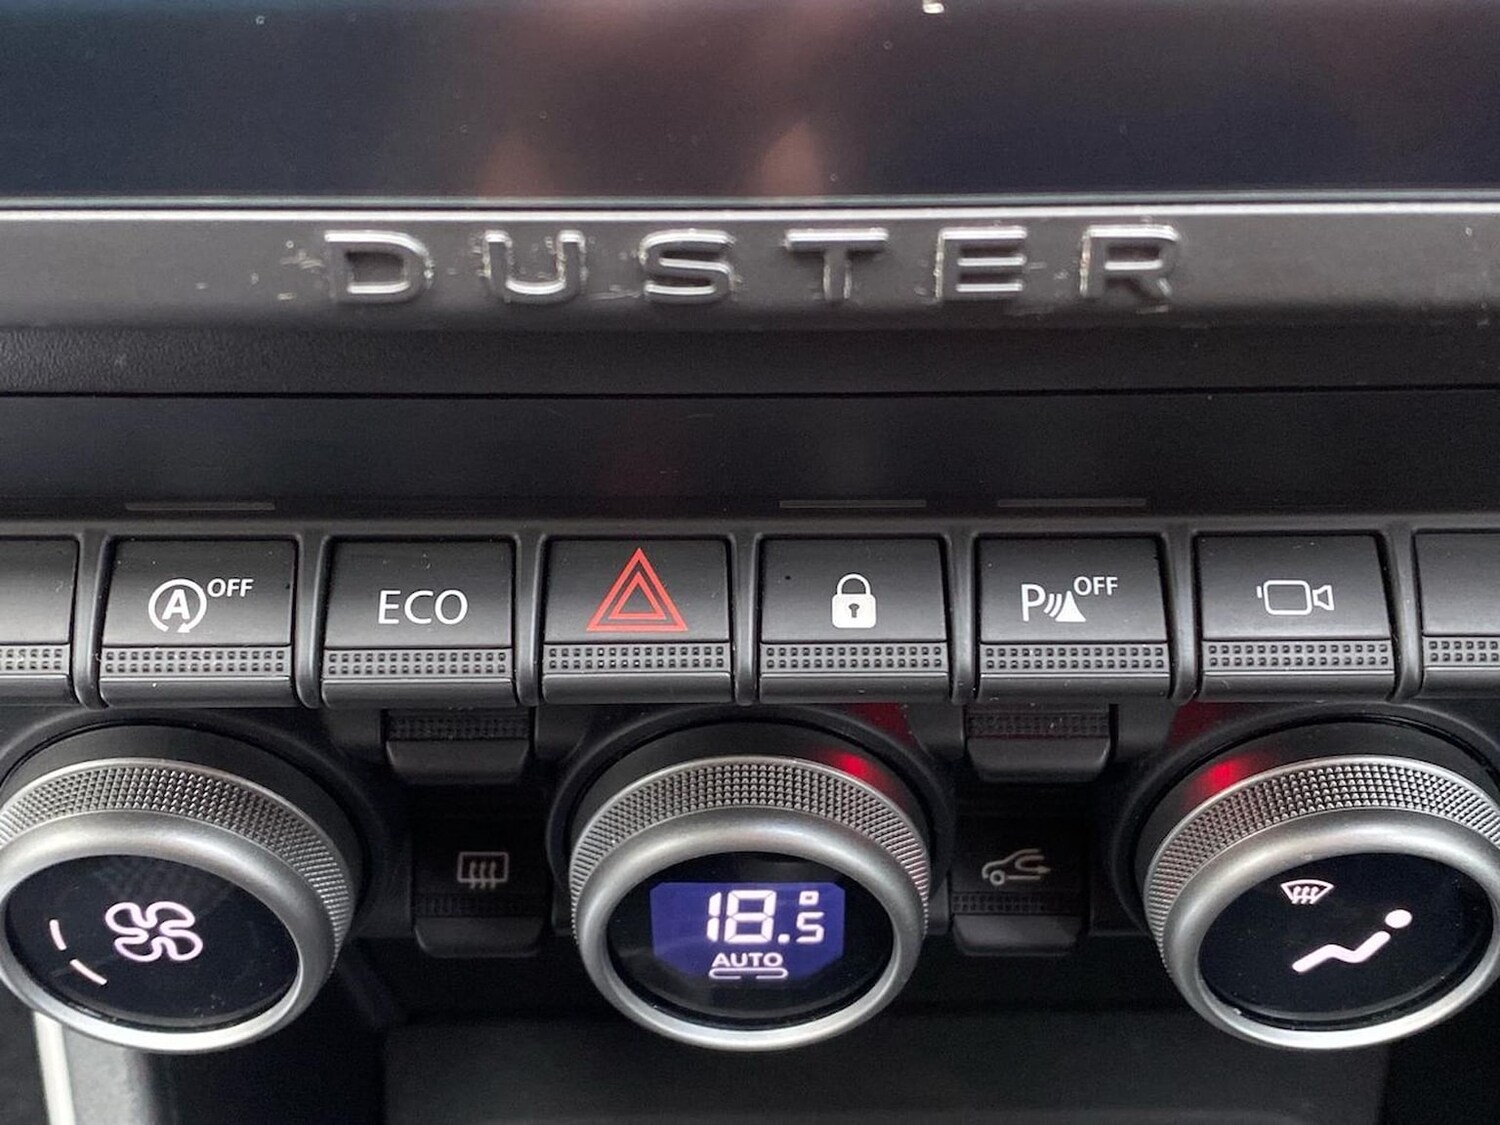 DUSTER
A OFF
ECO
P OFF
18.5°
AUTO